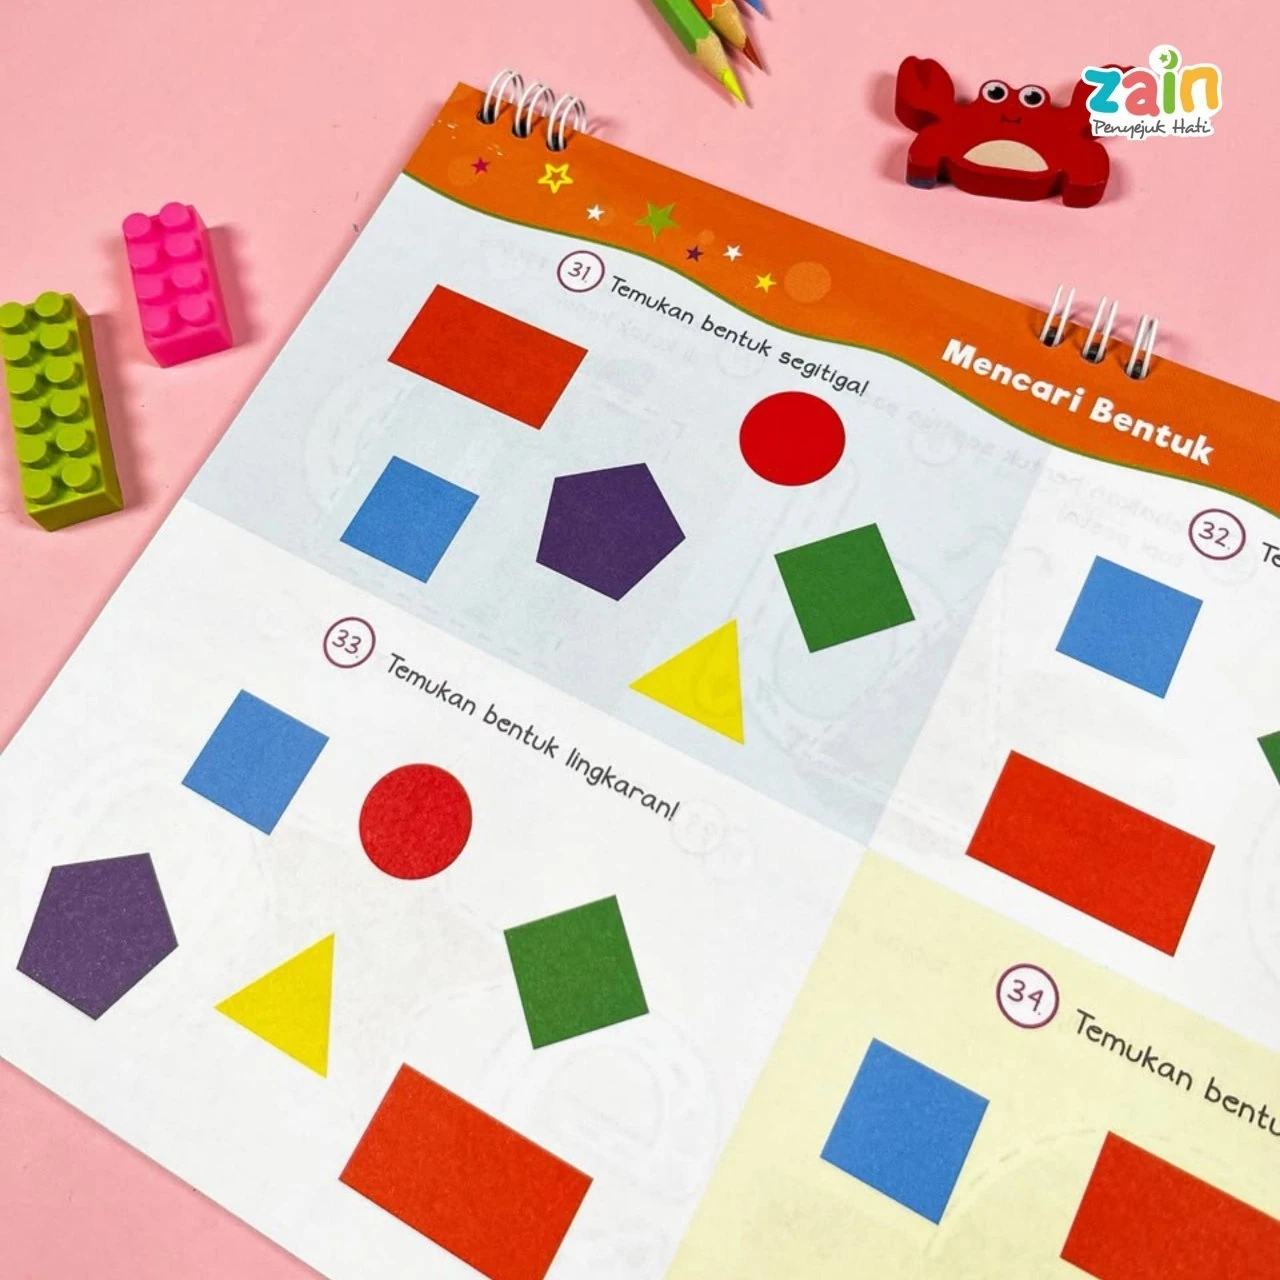 zain
Penyejuk Hati
Mencari Bentuk
31. Temukan bentuk segitiga!
32.
33. Temukan bentuk lingkaran!
34. Temukan